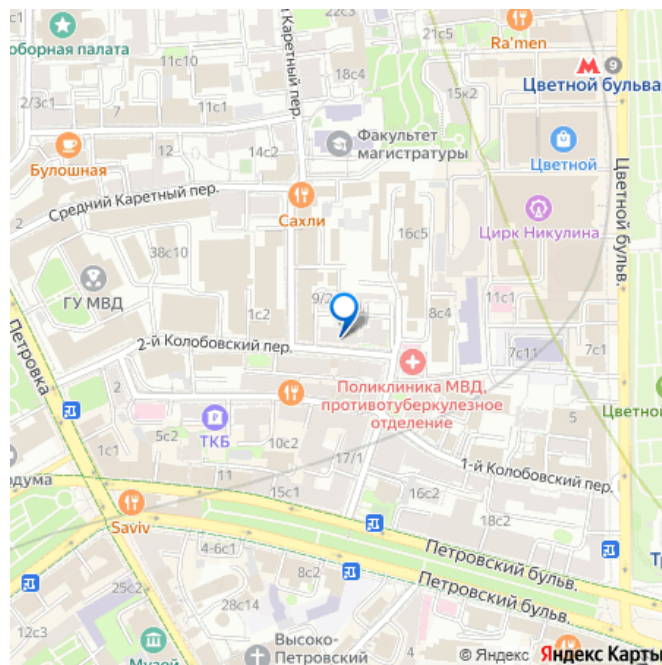 оборная палата
11с10
2/3с1
7
11с1
Каретный пер.
18с4
21с5
Ra'men
15к2
9
Цветной бульва
Булошная
12
14с2
Факультет
магистратуры
Цветной
Средний Каретный пер.
2
Сахли
16с5
Цирк Никулина
Цветной бульв.
38с10
ГУ МВД
1с2
9/2
8с4
11с1
7с11
7с1
Петровка
2-й Колобовский пер.
2
Поликлиника МВД,
противотуберкулезное
отделение
Цветной
ТКБ
5с2
10с2
5
1с1
17/1
1-й Колобовский пер.
одума
11
15с1
16с2
18с2
Saviv
4-6с1
Петровский бульв.
Тр
25с2
8с2
Петровский бульв.
28с14
12с3
Музей
Высоко-
Петровский
© Яндекс Яндекс Карты